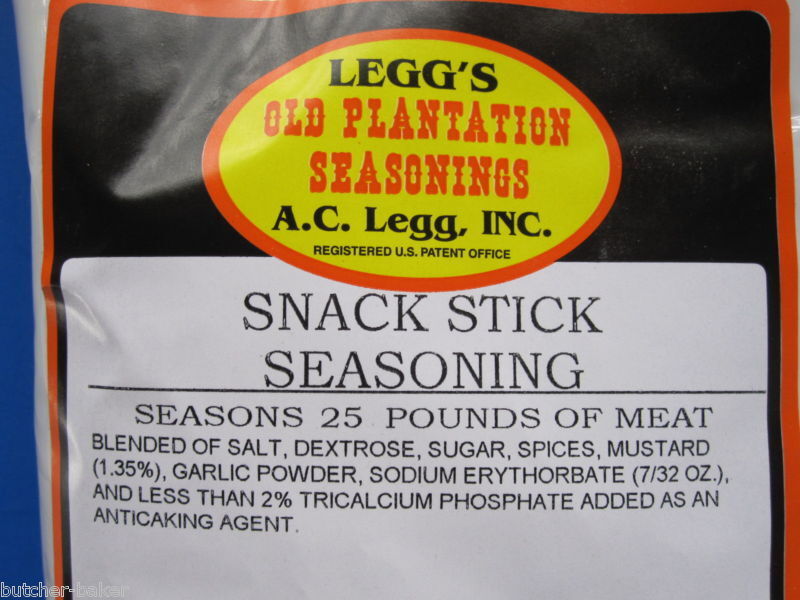 LEGG'S
OLD PLANTATION
SEASONINGS
A.C. Legg, INC.
REGISTERED U.S. PATENT OFFICE
SNACK STICK
SEASONING
SEASONS 25 POUNDS OF MEAT
BLENDED OF SALT, DEXTROSE, SUGAR, SPICES, MUSTARD
(1.35%), GARLIC POWDER, SODIUM ERYTHORBATE (7/32 OZ.),
AND LESS THAN 2% TRICALCIUM PHOSPHATE ADDED AS AN
ANTICAKING AGENT.
butcher-baker